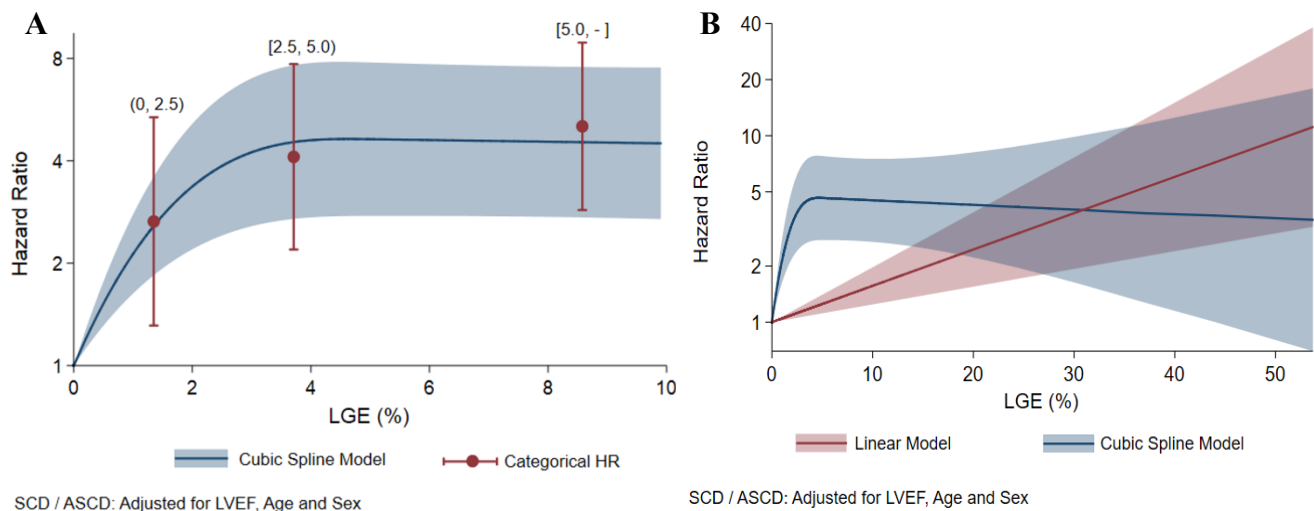 A
Hazard Ratio
8
4
2
1
(0, 2.5)
[2.5, 5.0)
[5.0, - ]
0 2 4 6 8 10
LGE (%)
Cubic Spline Model Categorical HR
SCD / ASCD: Adjusted for LVEF, Age and Sex
B
Hazard Ratio
40
20
10
5
2
1
0 10 20 30 40 50
LGE (%)
Linear Model Cubic Spline Model
SCD / ASCD: Adjusted for LVEF, Age and Sex